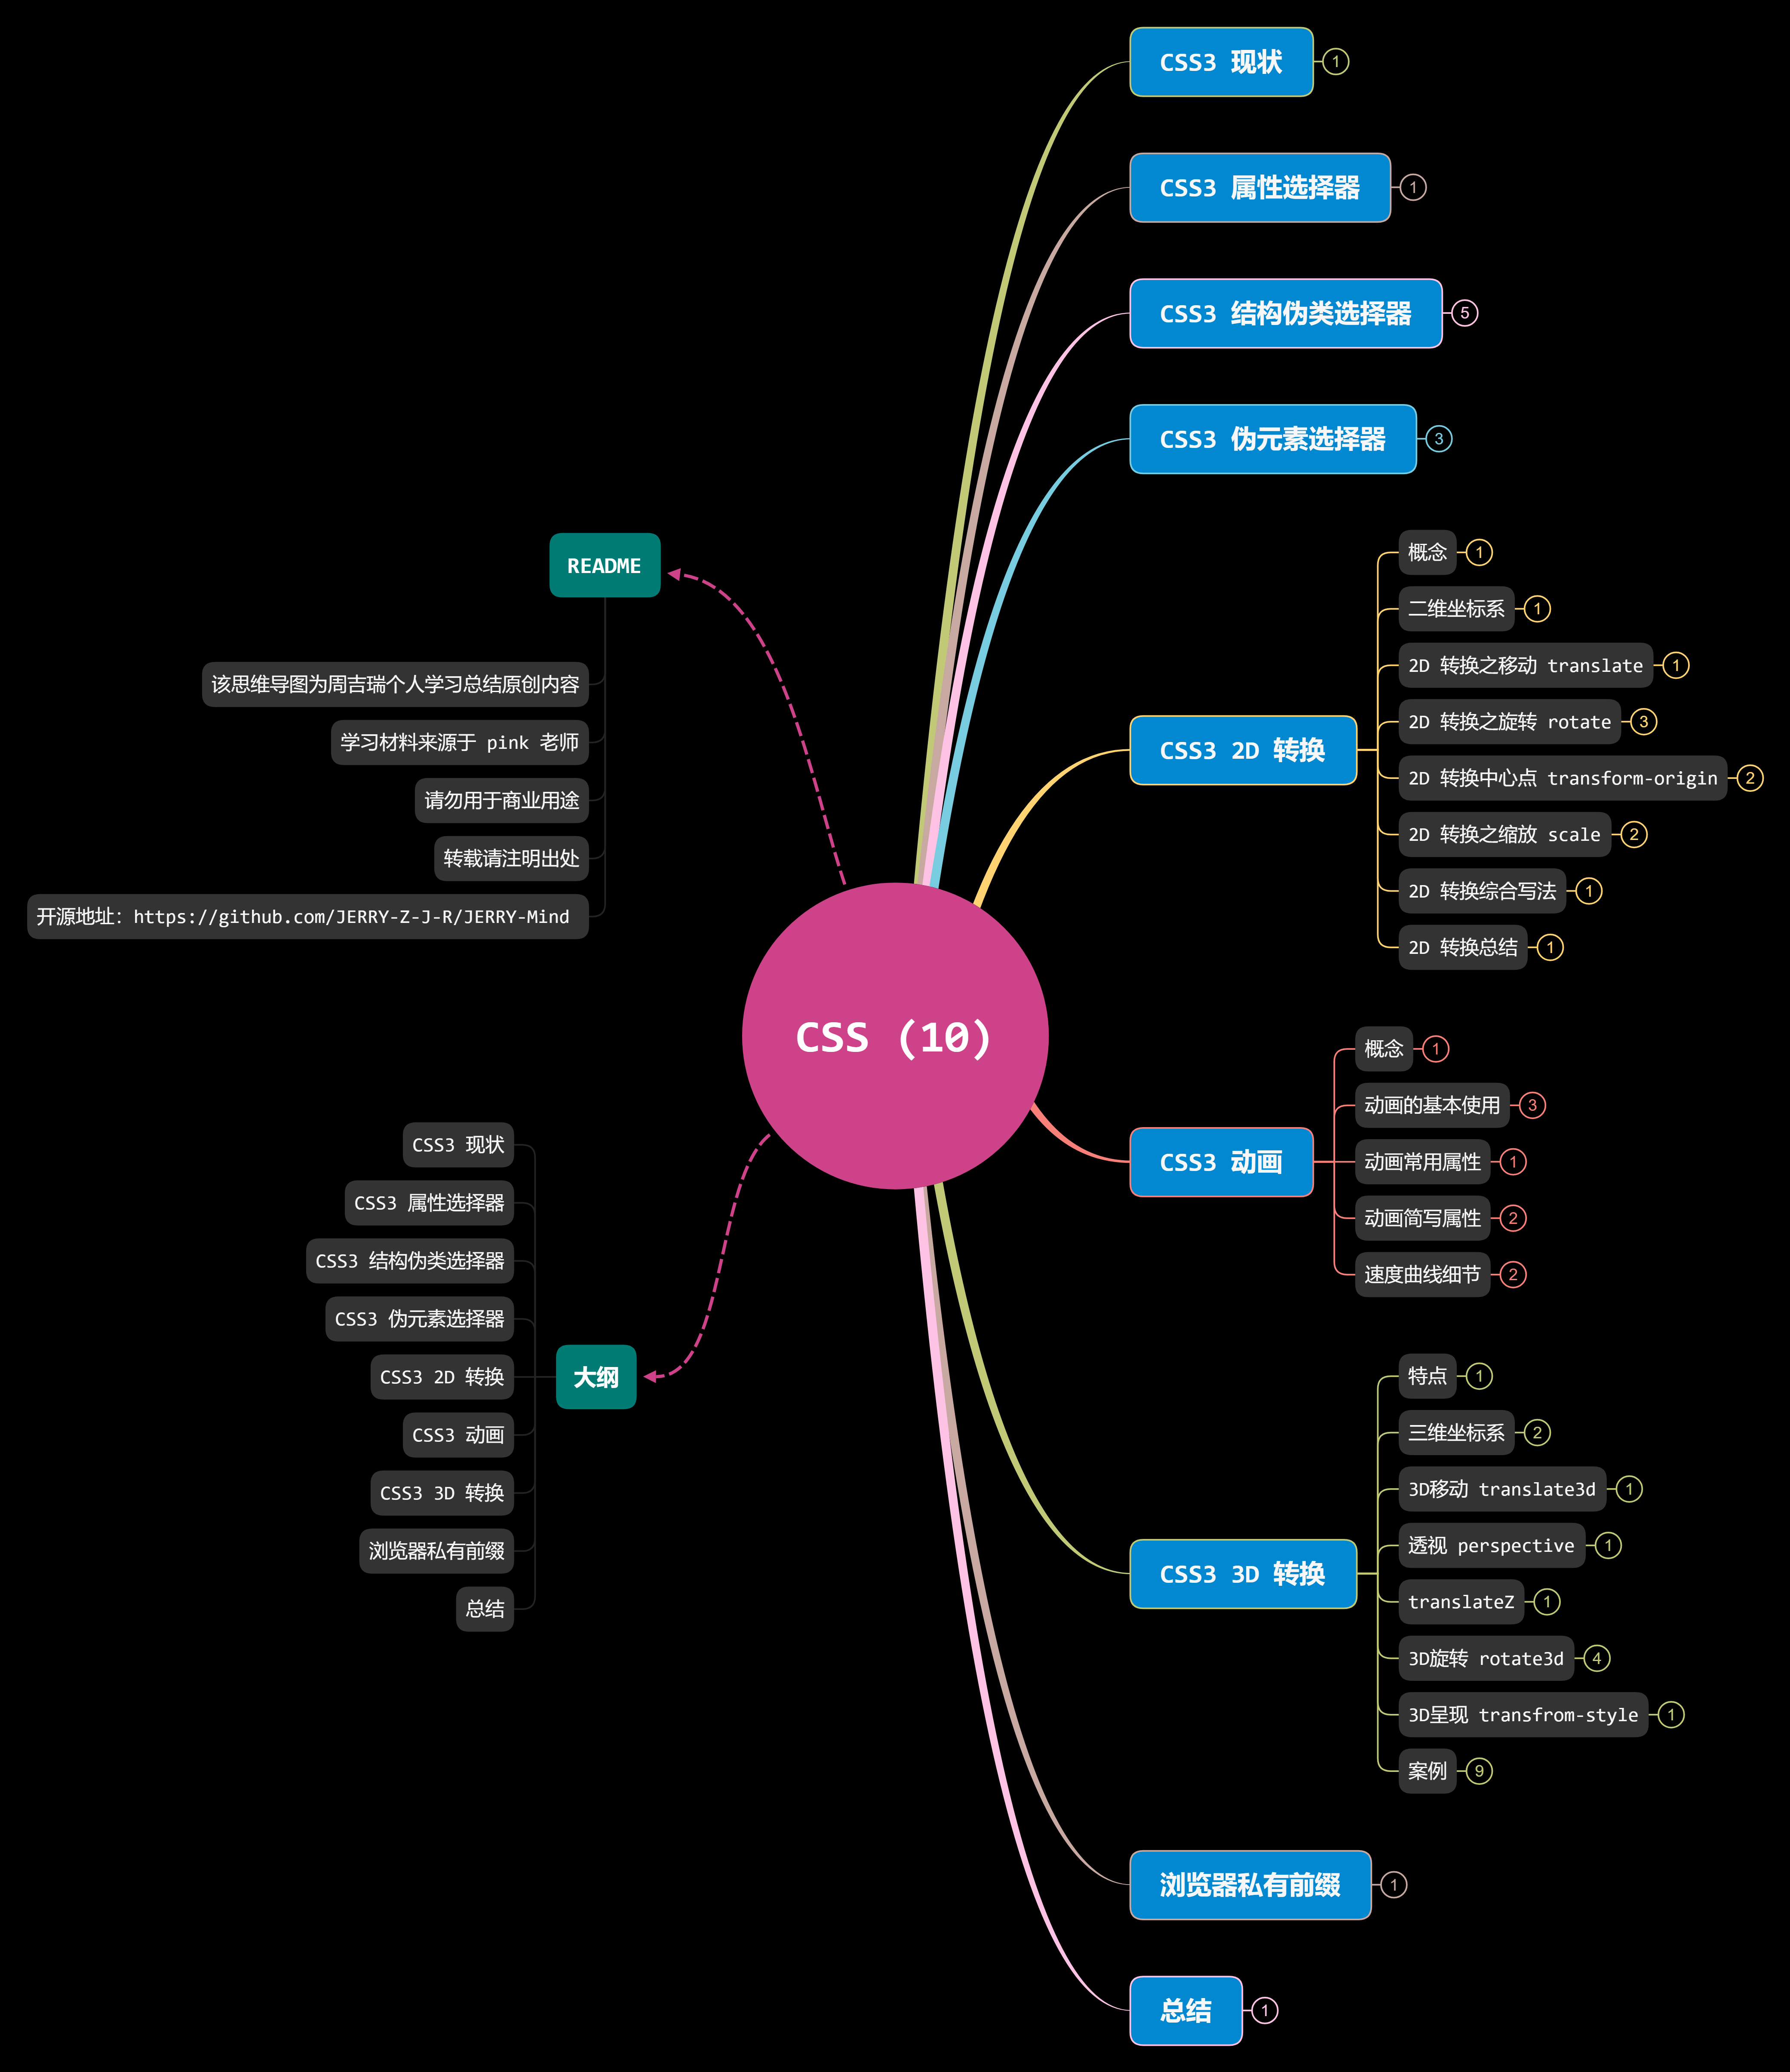 CSS (10)
README
该思维导图为周吉瑞个人学习总结原创内容
学习材料来源于 pink 老师
请勿用于商业用途
转载请注明出处
开源地址：https://github.com/JERRY-Z-J-R/JERRY-Mind
大纲
CSS3 现状
CSS3 属性选择器
CSS3 结构伪类选择器
CSS3 伪元素选择器
CSS3 2D 转换
CSS3 动画
CSS3 3D 转换
浏览器私有前缀
总结
CSS3 现状 1
CSS3 属性选择器 1
CSS3 结构伪类选择器 5
CSS3 伪元素选择器 3
CSS3 2D 转换
概念 1
二维坐标系 1
2D 转换之移动 translate 1
2D 转换之旋转 rotate 3
2D 转换中心点 transform-origin 2
2D 转换之缩放 scale 2
2D 转换综合写法 1
2D 转换总结 1
CSS3 动画
概念 1
动画的基本使用 3
动画常用属性 1
动画简写属性 2
速度曲线细节 2
CSS3 3D 转换
特点 1
三维坐标系 2
3D移动 translate3d 1
透视 perspective 1
translateZ 1
3D旋转 rotate3d 4
3D呈现 transfrom-style 1
案例 9
浏览器私有前缀 1
总结 1